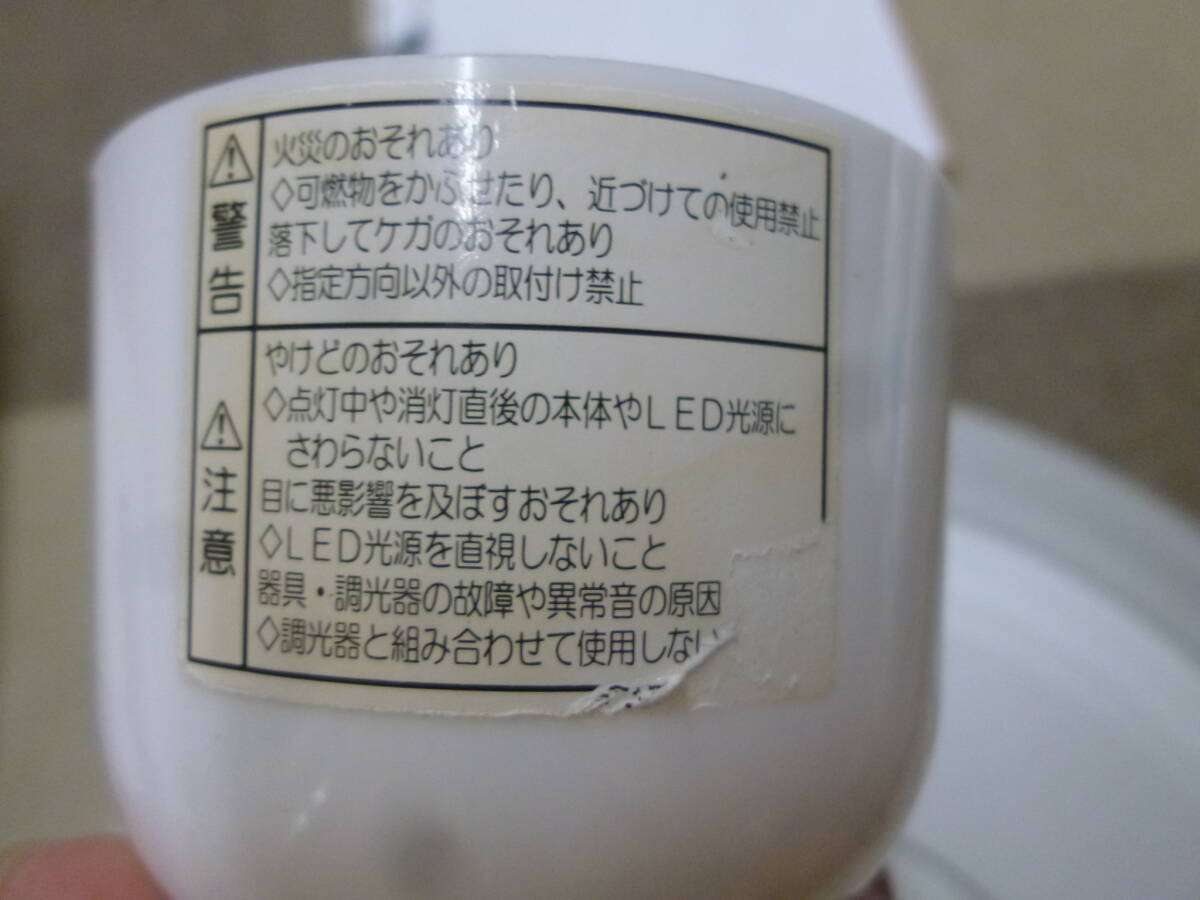 警告
火災のおそれあり
◇可燃物をかぶせたり、近づけての使用禁止
落下してケガのおそれあり
◇指定方向以外の取付け禁止
注意
やけどのおそれあり
◇点灯中や消灯直後の本体やLED光源に
さわらないこと
目に悪影響を及ぼすおそれあり
◇LED光源を直視しないこと
器具・調光器の故障や異常音の原因
◇調光器と組み合わせて使用しない